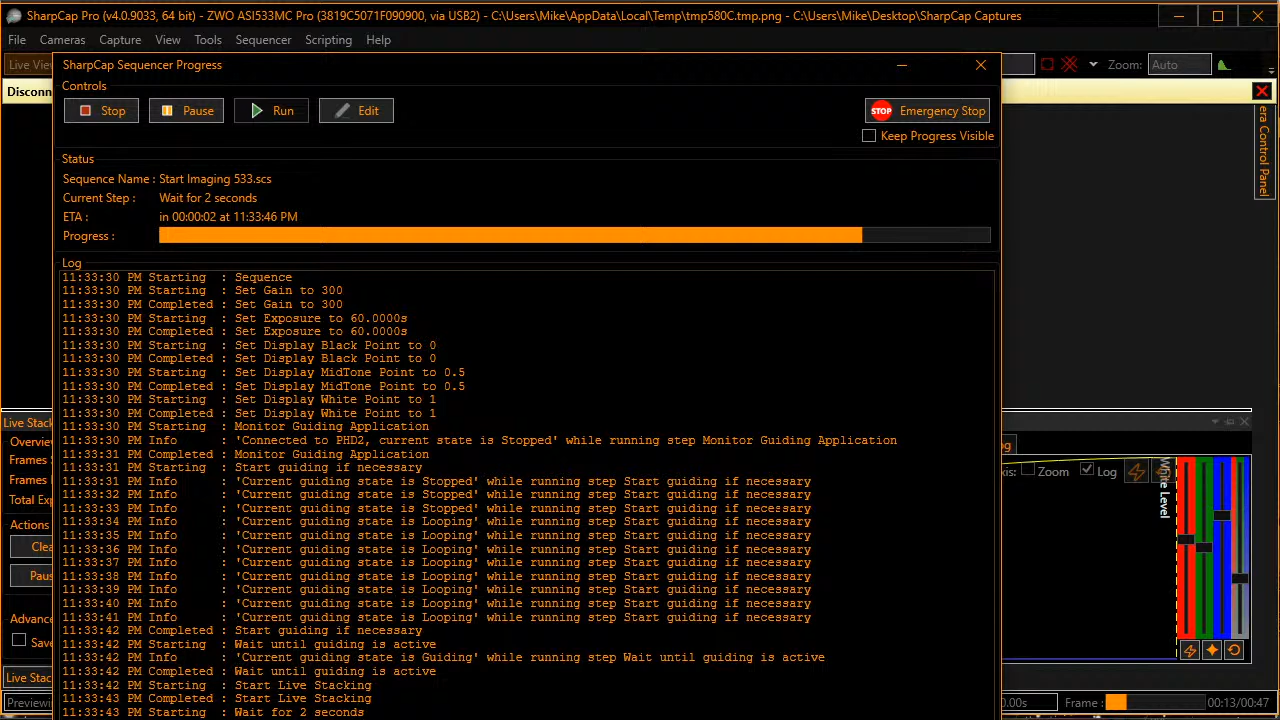 SharpCap Pro (v4.0.9033, 64 bit) - ZWO ASI533MC Pro (3819C5071F090900, via USB2) - C:\Users\Mike\AppData\Local\Temp\tmp580C.tmp.png - C:\Users\Mike\Desktop\SharpCap Captures
File Cameras Capture View Tools Sequencer Scripting Help
Live View Zoom: Auto
SharpCap Sequencer Progress
Controls
Disconn
Stop Pause Run Edit STOP Emergency Stop
Keep Progress Visible
era Control Panel
Status
Sequence Name : Start Imaging 533.scs
Current Step : Wait for 2 seconds
ETA : in 00:00:02 at 11:33:46 PM
Progress :
Log
11:33:30 PM Starting : Sequence
11:33:30 PM Starting : Set Gain to 300
11:33:30 PM Completed : Set Gain to 300
11:33:30 PM Starting : Set Exposure to 60.0000s
11:33:30 PM Completed : Set Exposure to 60.0000s
11:33:30 PM Starting : Set Display Black Point to 0
11:33:30 PM Completed : Set Display Black Point to 0
11:33:30 PM Starting : Set Display MidTone Point to 0.5
11:33:30 PM Completed : Set Display MidTone Point to 0.5
11:33:30 PM Starting : Set Display White Point to 1
11:33:30 PM Completed : Set Display White Point to 1
11:33:30 PM Starting : Monitor Guiding Application
11:33:30 PM Info : 'Connected to PHD2, current state is Stopped' while running step Monitor Guiding Application
11:33:31 PM Completed : Monitor Guiding Application
11:33:31 PM Starting : Start guiding if necessary
11:33:31 PM Info : 'Current guiding state is Stopped' while running step Start guiding if necessary
11:33:32 PM Info : 'Current guiding state is Stopped' while running step Start guiding if necessary
11:33:33 PM Info : 'Current guiding state is Stopped' while running step Start guiding if necessary
11:33:34 PM Info : 'Current guiding state is Looping' while running step Start guiding if necessary
11:33:35 PM Info : 'Current guiding state is Looping' while running step Start guiding if necessary
11:33:36 PM Info : 'Current guiding state is Looping' while running step Start guiding if necessary
11:33:37 PM Info : 'Current guiding state is Looping' while running step Start guiding if necessary
11:33:38 PM Info : 'Current guiding state is Looping' while running step Start guiding if necessary
11:33:39 PM Info : 'Current guiding state is Looping' while running step Start guiding if necessary
11:33:40 PM Info : 'Current guiding state is Looping' while running step Start guiding if necessary
11:33:41 PM Info : 'Current guiding state is Looping' while running step Start guiding if necessary
11:33:42 PM Completed : Start guiding if necessary
11:33:42 PM Starting : Wait until guiding is active
11:33:42 PM Info : 'Current guiding state is Guiding' while running step Wait until guiding is active
11:33:42 PM Completed : Wait until guiding is active
11:33:42 PM Starting : Start Live Stacking
11:33:43 PM Completed : Start Live Stacking
11:33:43 PM Starting : Wait for 2 seconds
Live Stack
Overview
Frames S
Frames
Total Exp
Actions
Clea
Paus
Advance
Save
Live Stac
Previewin
og
xis: Zoom Log
White Level
0.00s Frame : 00:13/00:47